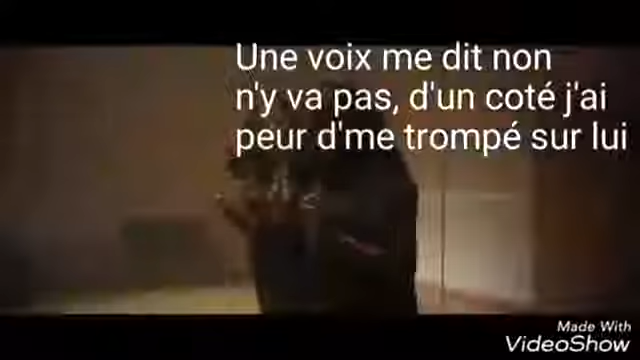 Une voix me dit non
n'y va pas, d'un coté j'ai
peur d'me trompé sur lui
Made With
VideoShow